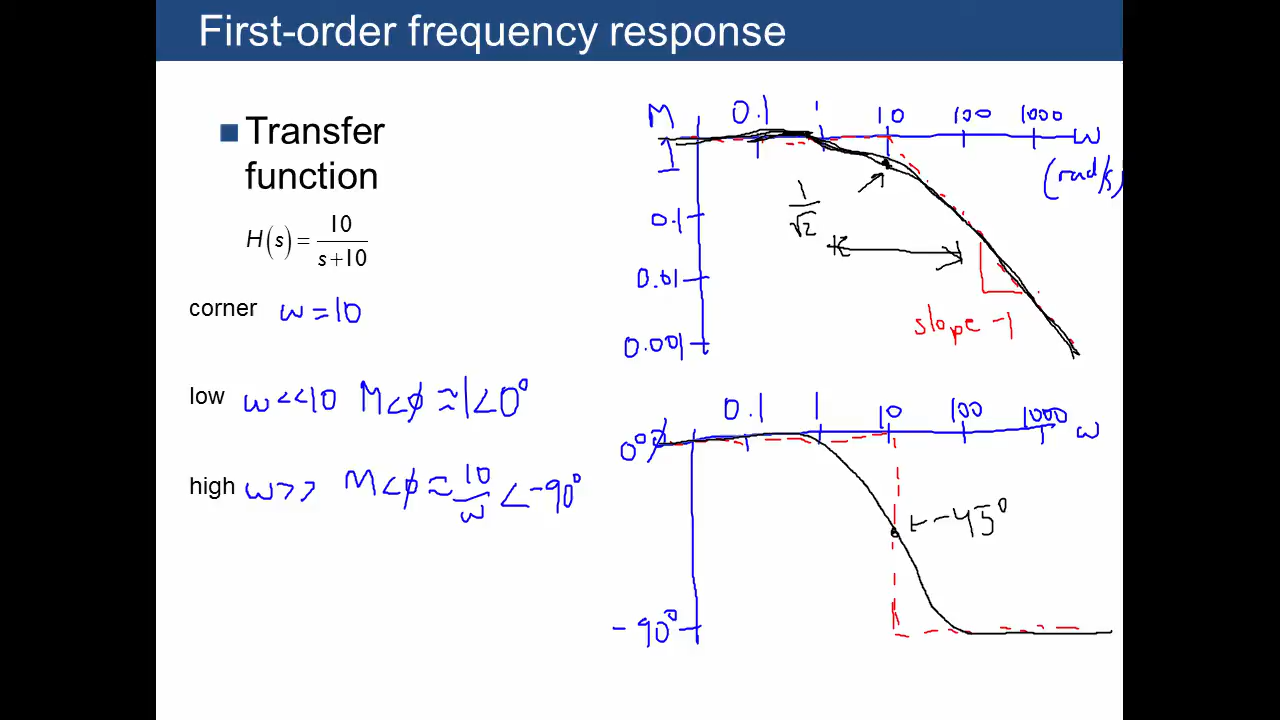 First-order frequency response
■ Transfer
function
H(s) = 10/(s+10)
corner w = 10
low w<<10 M∠φ ≈ 1∠0°
high w>> M∠φ ≈ 10/w ∠-90°
M 0.1 1 10 100 1000 w
(rad/s)
1
1/√2
0.1
0.01
slope -1
0.001
0.1 1 10 100 1000 w
0° φ
-45°
-90°